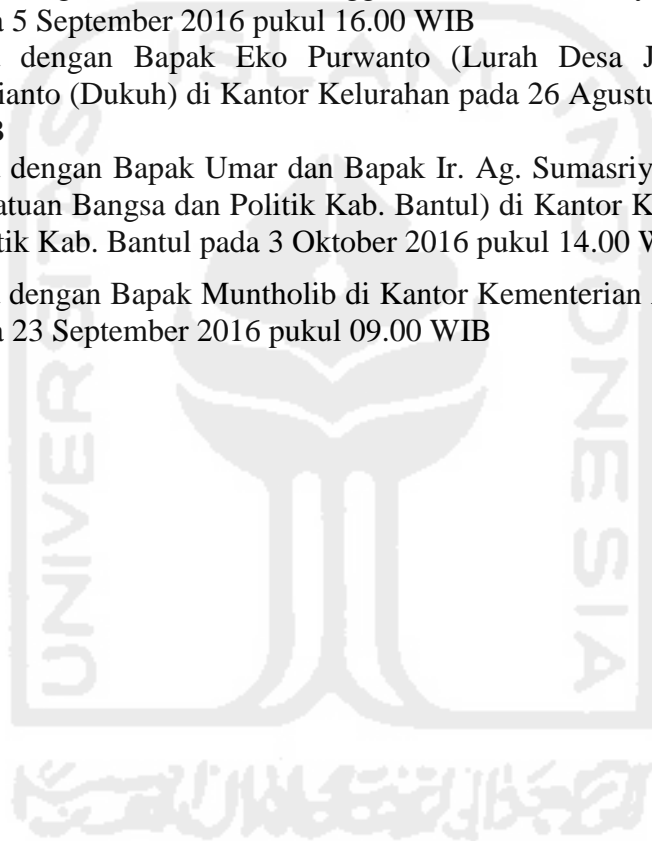 5 September 2016 pukul 16.00 WIB
dengan Bapak Eko Purwanto (Lurah Desa J
ianto (Dukuh) di Kantor Kelurahan pada 26 Agustu
dengan Bapak Umar dan Bapak Ir. Ag. Sumasriy
atuan Bangsa dan Politik Kab. Bantul) di Kantor K
tik Kab. Bantul pada 3 Oktober 2016 pukul 14.00 W
dengan Bapak Muntholib di Kantor Kementerian
23 September 2016 pukul 09.00 WIB
ISLAM
UNIVERSITAS
INDONESIA